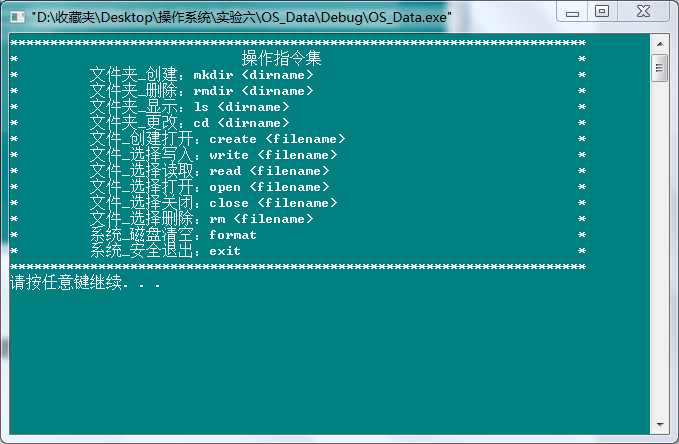 "D:\收藏夹\Desktop\操作系统\实验六\OS_Data\Debug\OS_Data.exe"
************************************************************************
* 操作指令集 *
* 文件夹_创建：mkdir <dirname> *
* 文件夹_删除：rmdir <dirname> *
* 文件夹_显示：ls <dirname> *
* 文件夹_更改：cd <dirname> *
* 文件_创建打开：create <filename> *
* 文件_选择写入：write <filename> *
* 文件_选择读取：read <filename> *
* 文件_选择打开：open <filename> *
* 文件_选择关闭：close <filename> *
* 文件_选择删除：rm <filename> *
* 系统_磁盘清空：format *
* 系统_安全退出：exit *
************************************************************************
请按任意键继续. . .